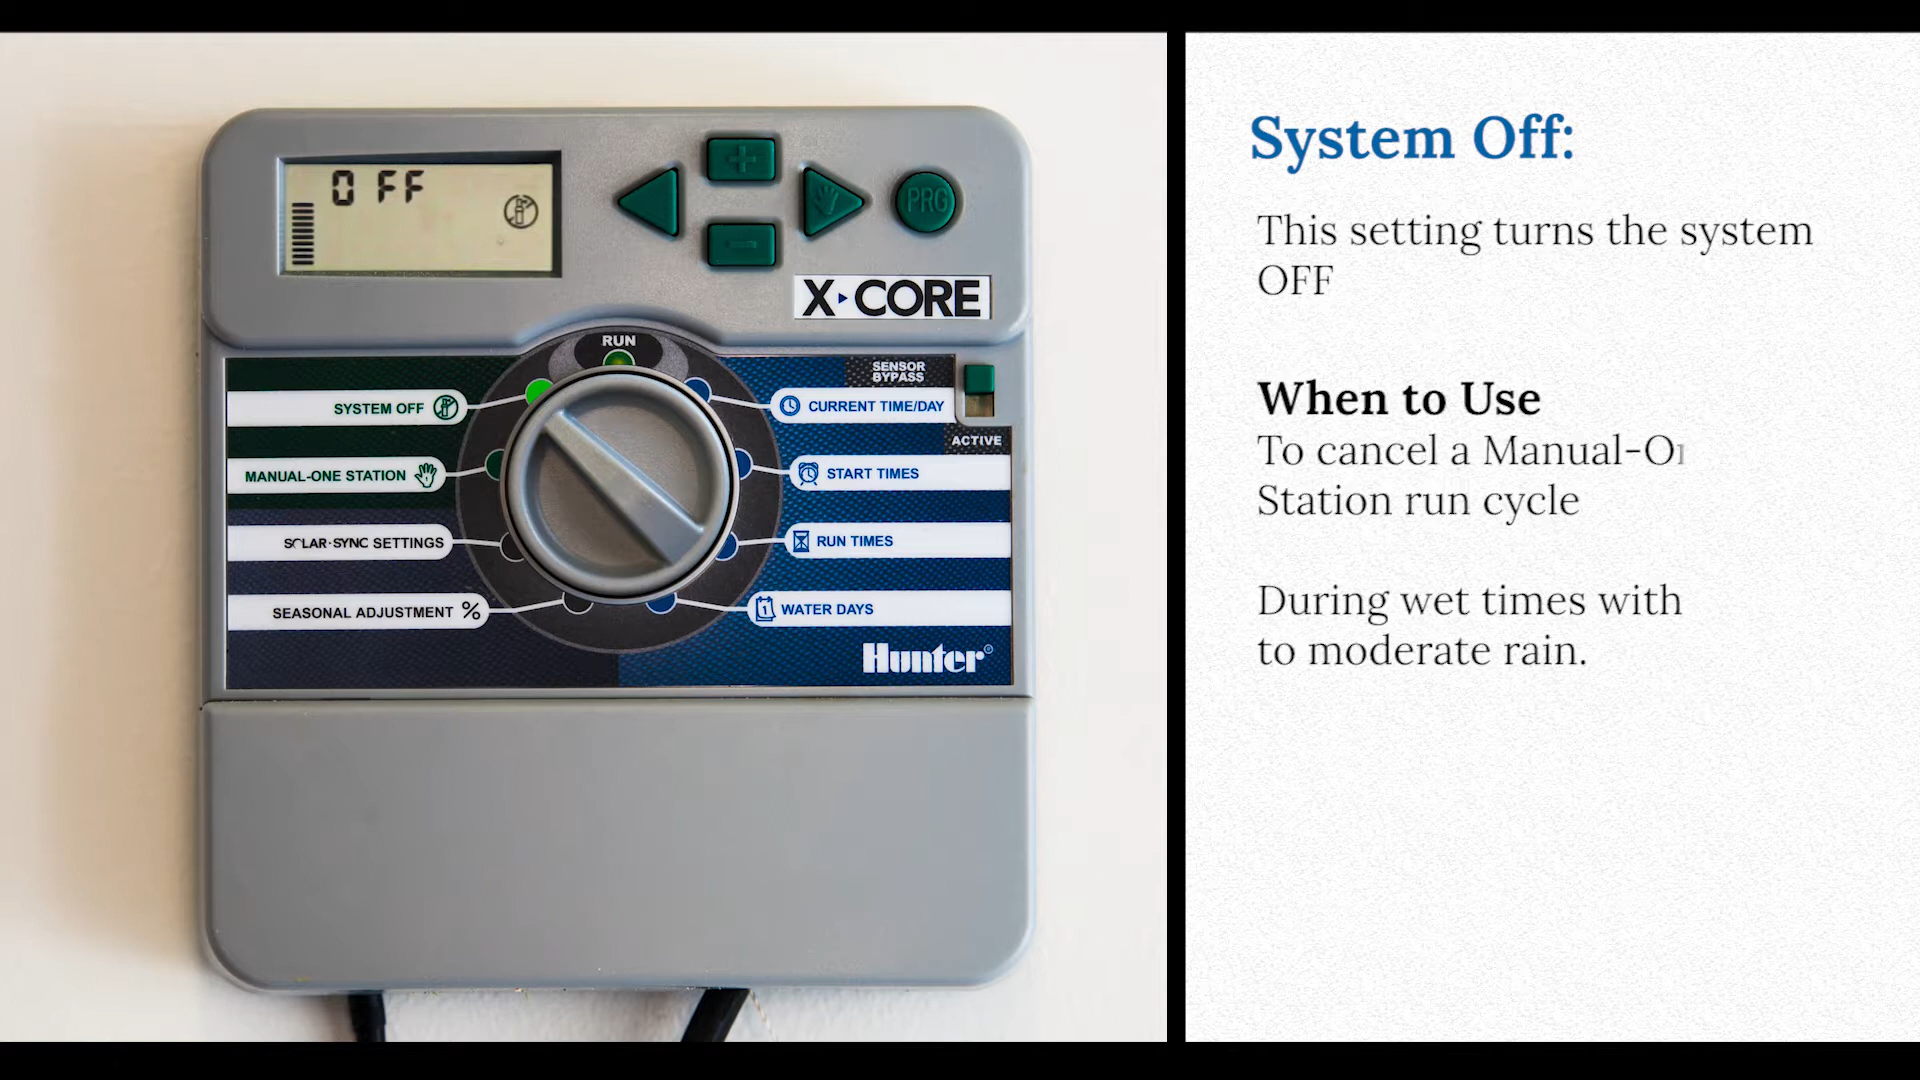 OFF
PRG
X-CORE
RUN
SENSOR
BYPASS
SYSTEM OFF
CURRENT TIME/DAY
ACTIVE
MANUAL-ONE STATION
START TIMES
SOLAR·SYNC SETTINGS
RUN TIMES
SEASONAL ADJUSTMENT %
1 WATER DAYS
Hunter®
System Off:
This setting turns the system
OFF
When to Use
To cancel a
Station run cycle
During wet times with
to moderate rain.